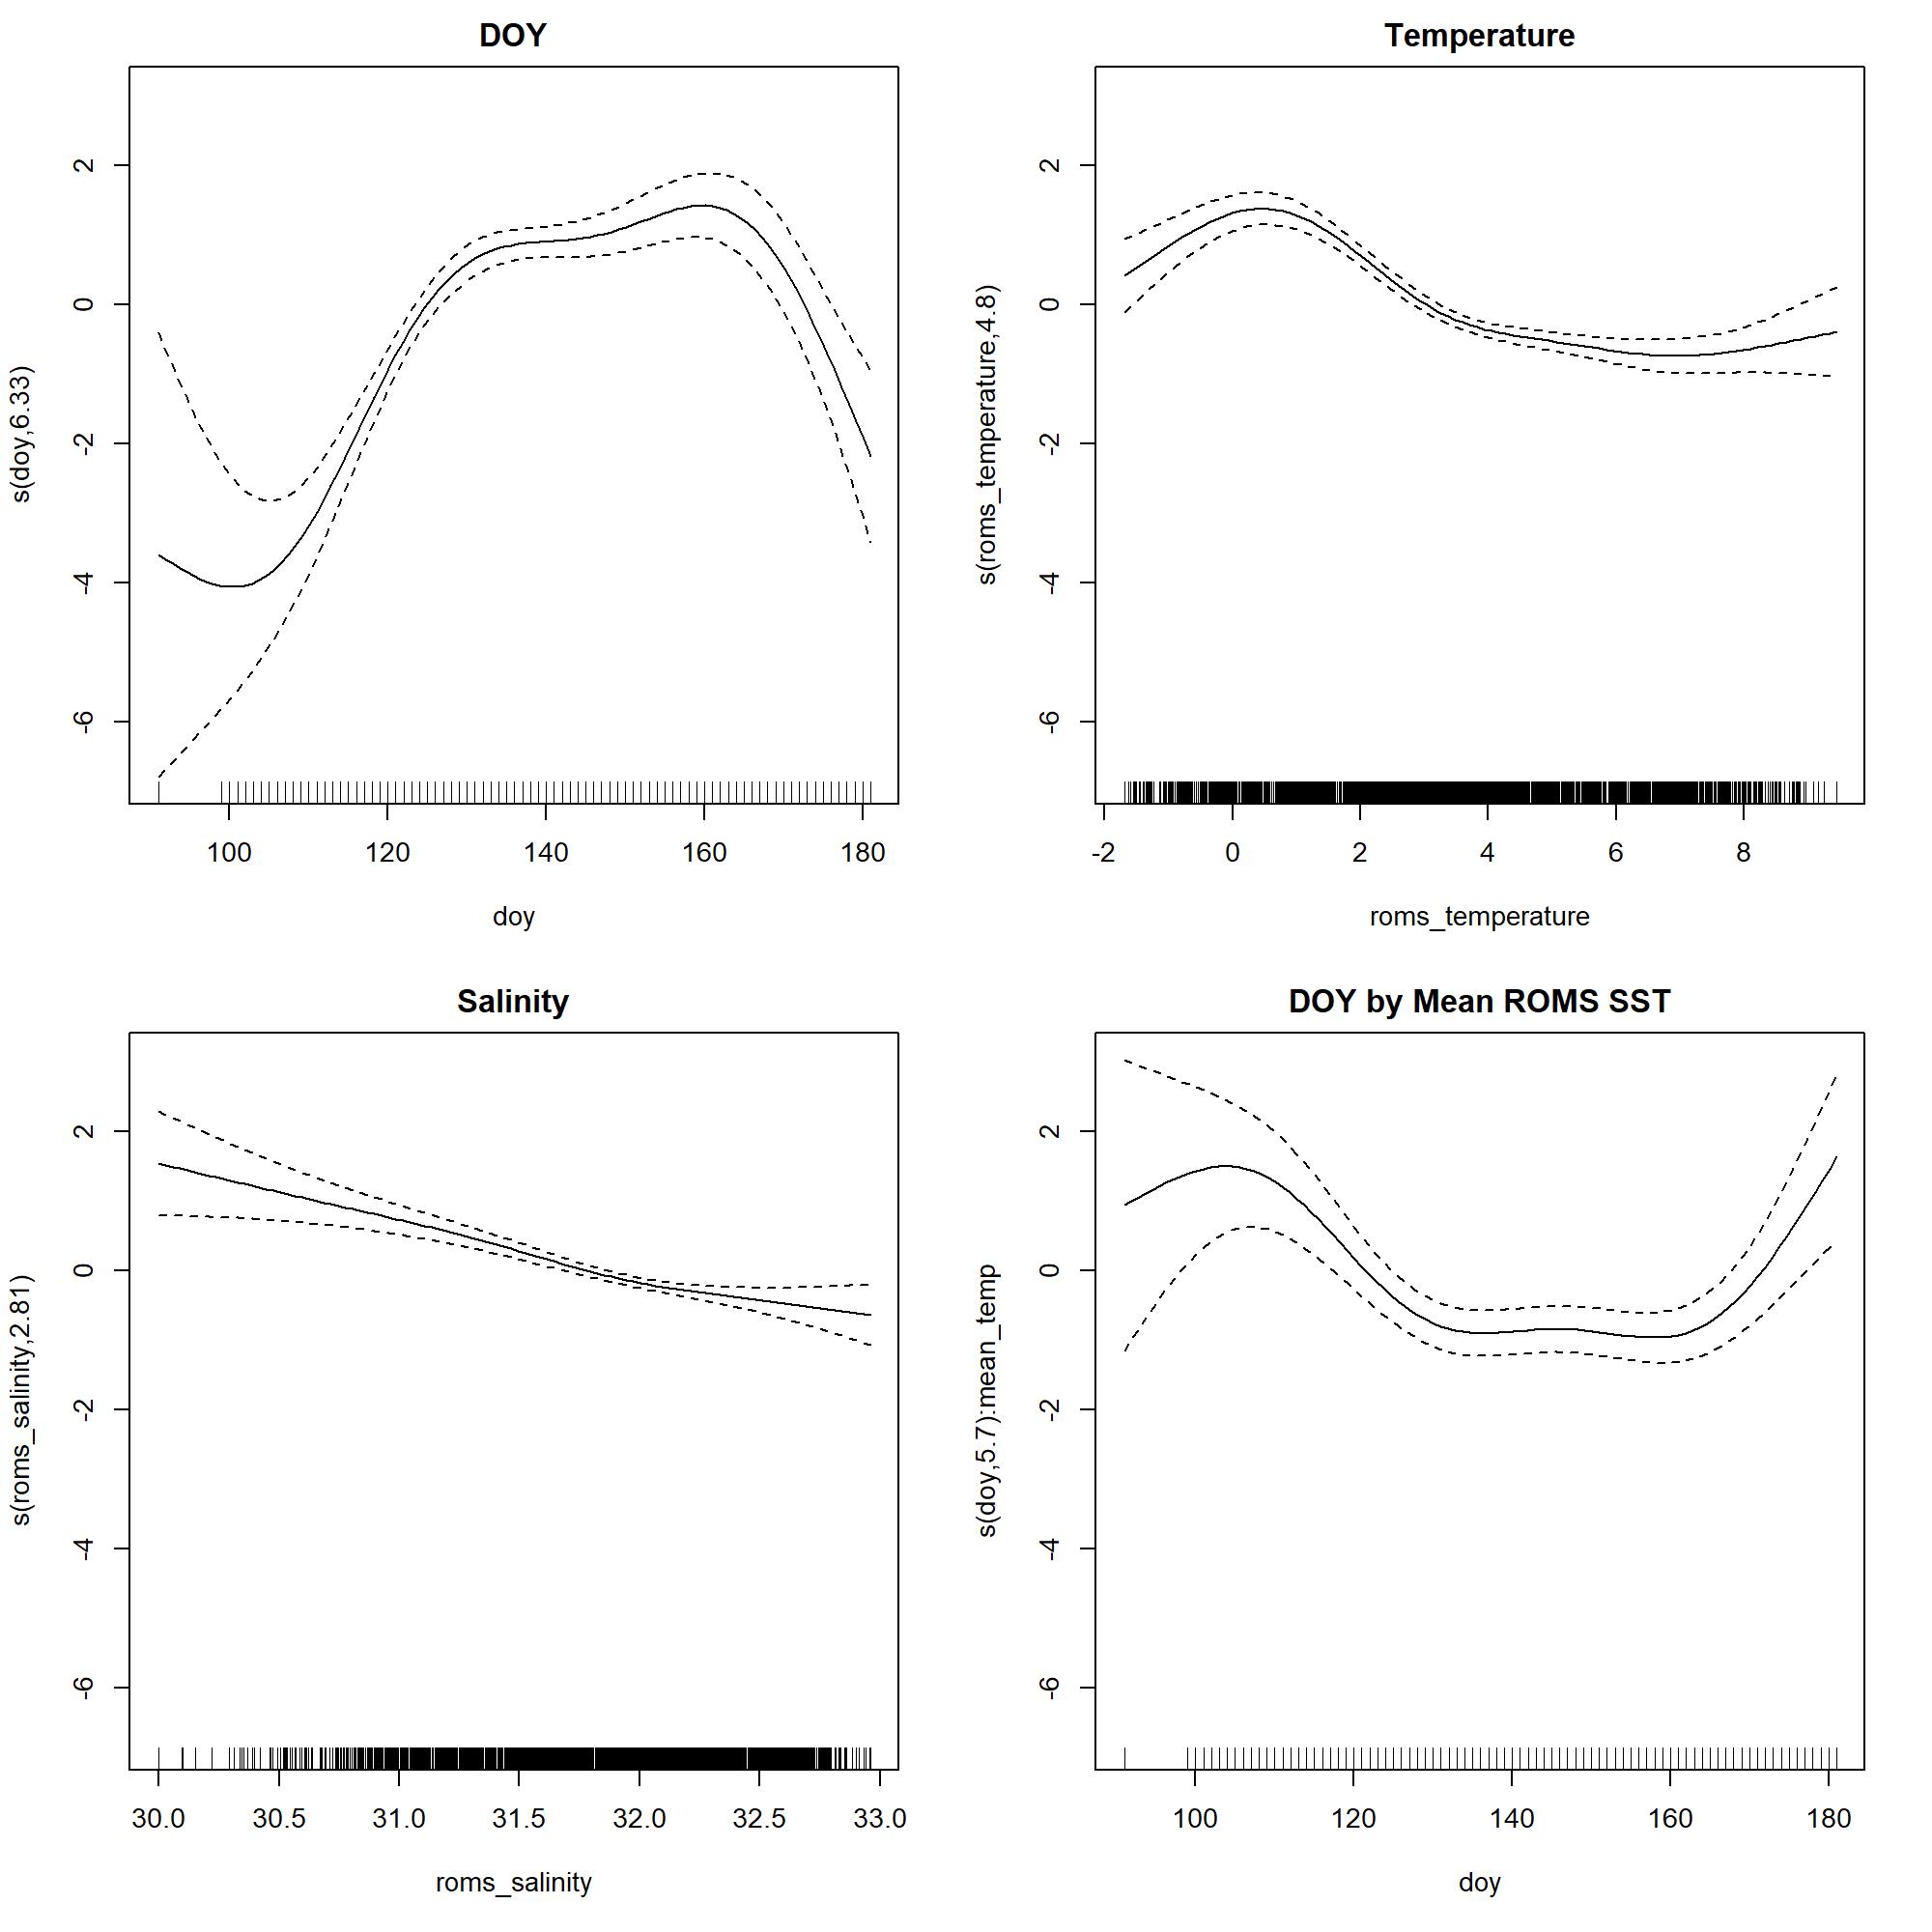 DOY
s(doy,6.33)
2
0
-2
-4
-6
100 120 140 160 180
doy
Temperature
s(roms_temperature,4.8)
2
0
-2
-4
-6
-2 0 2 4 6 8
roms_temperature
Salinity
s(roms_salinity,2.81)
2
0
-2
-4
-6
30.0 30.5 31.0 31.5 32.0 32.5 33.0
roms_salinity
DOY by Mean ROMS SST
s(doy,5.7):mean_temp
2
0
-2
-4
-6
100 120 140 160 180
doy